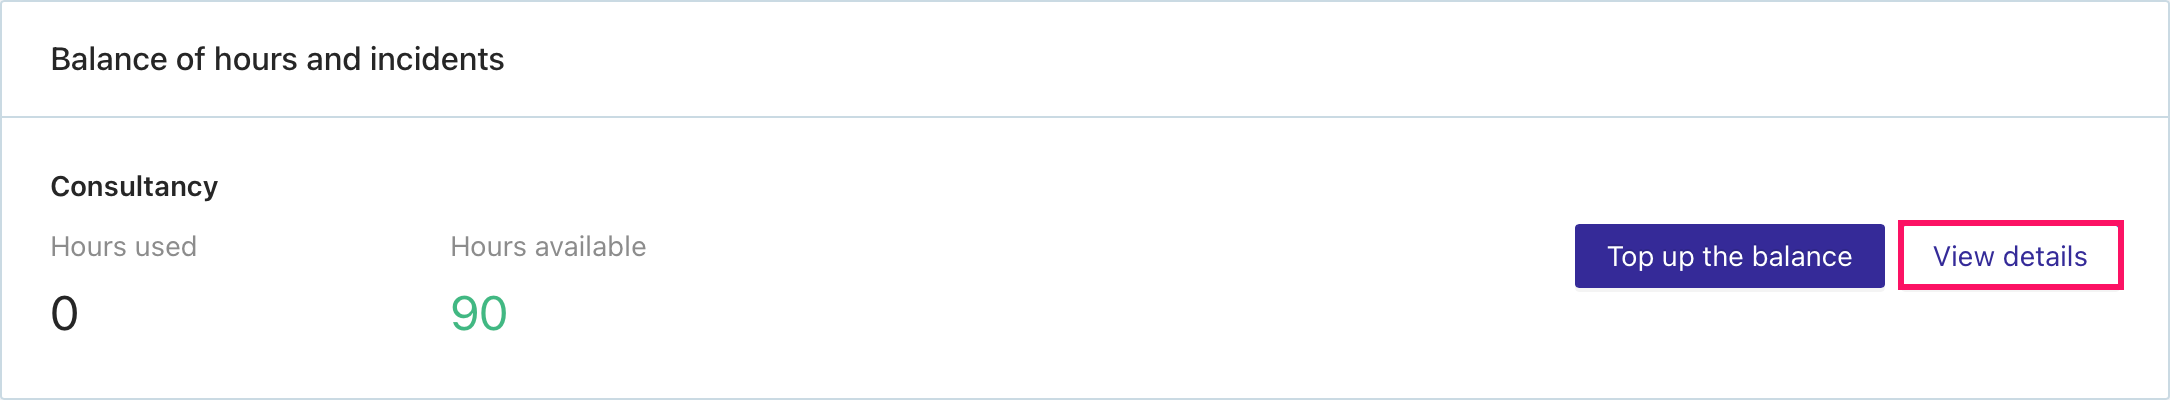 Balance of hours and incidents
Consultancy
Hours used
Hours available
0
90
Top up the balance
View details